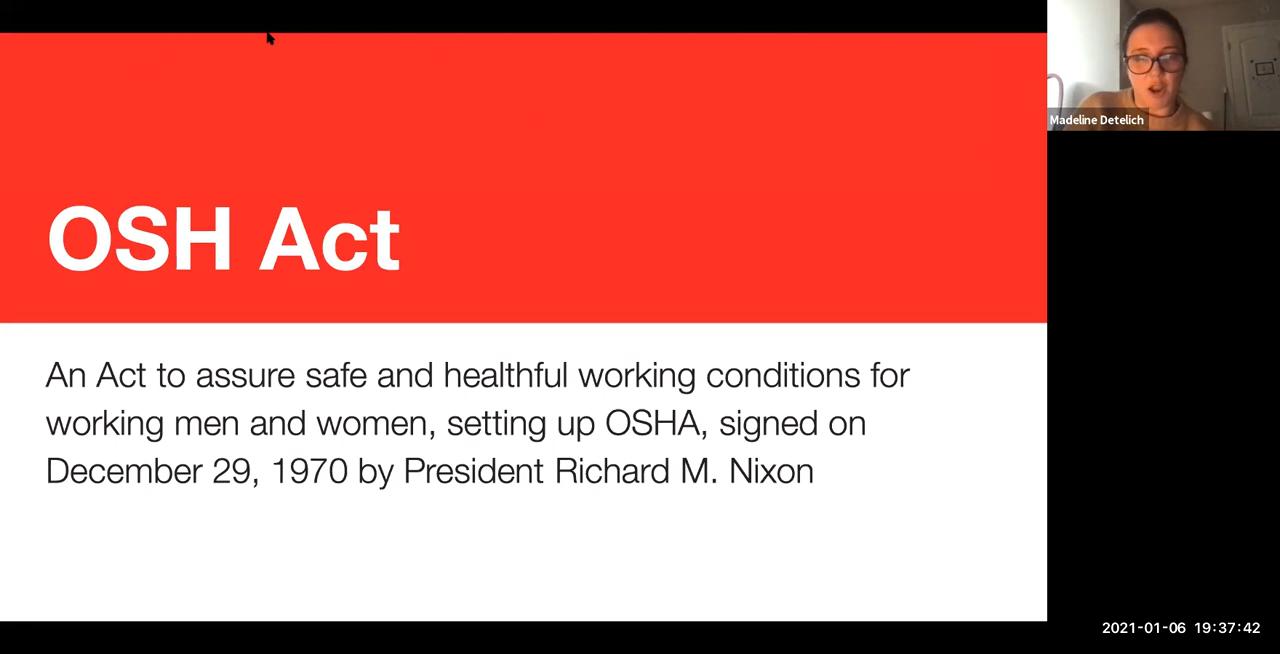 OSH Act
An Act to assure safe and healthful working conditions for
working men and women, setting up OSHA, signed on
December 29, 1970 by President Richard M. Nixon
Madeline Detelich
2021-01-06 19:37:42